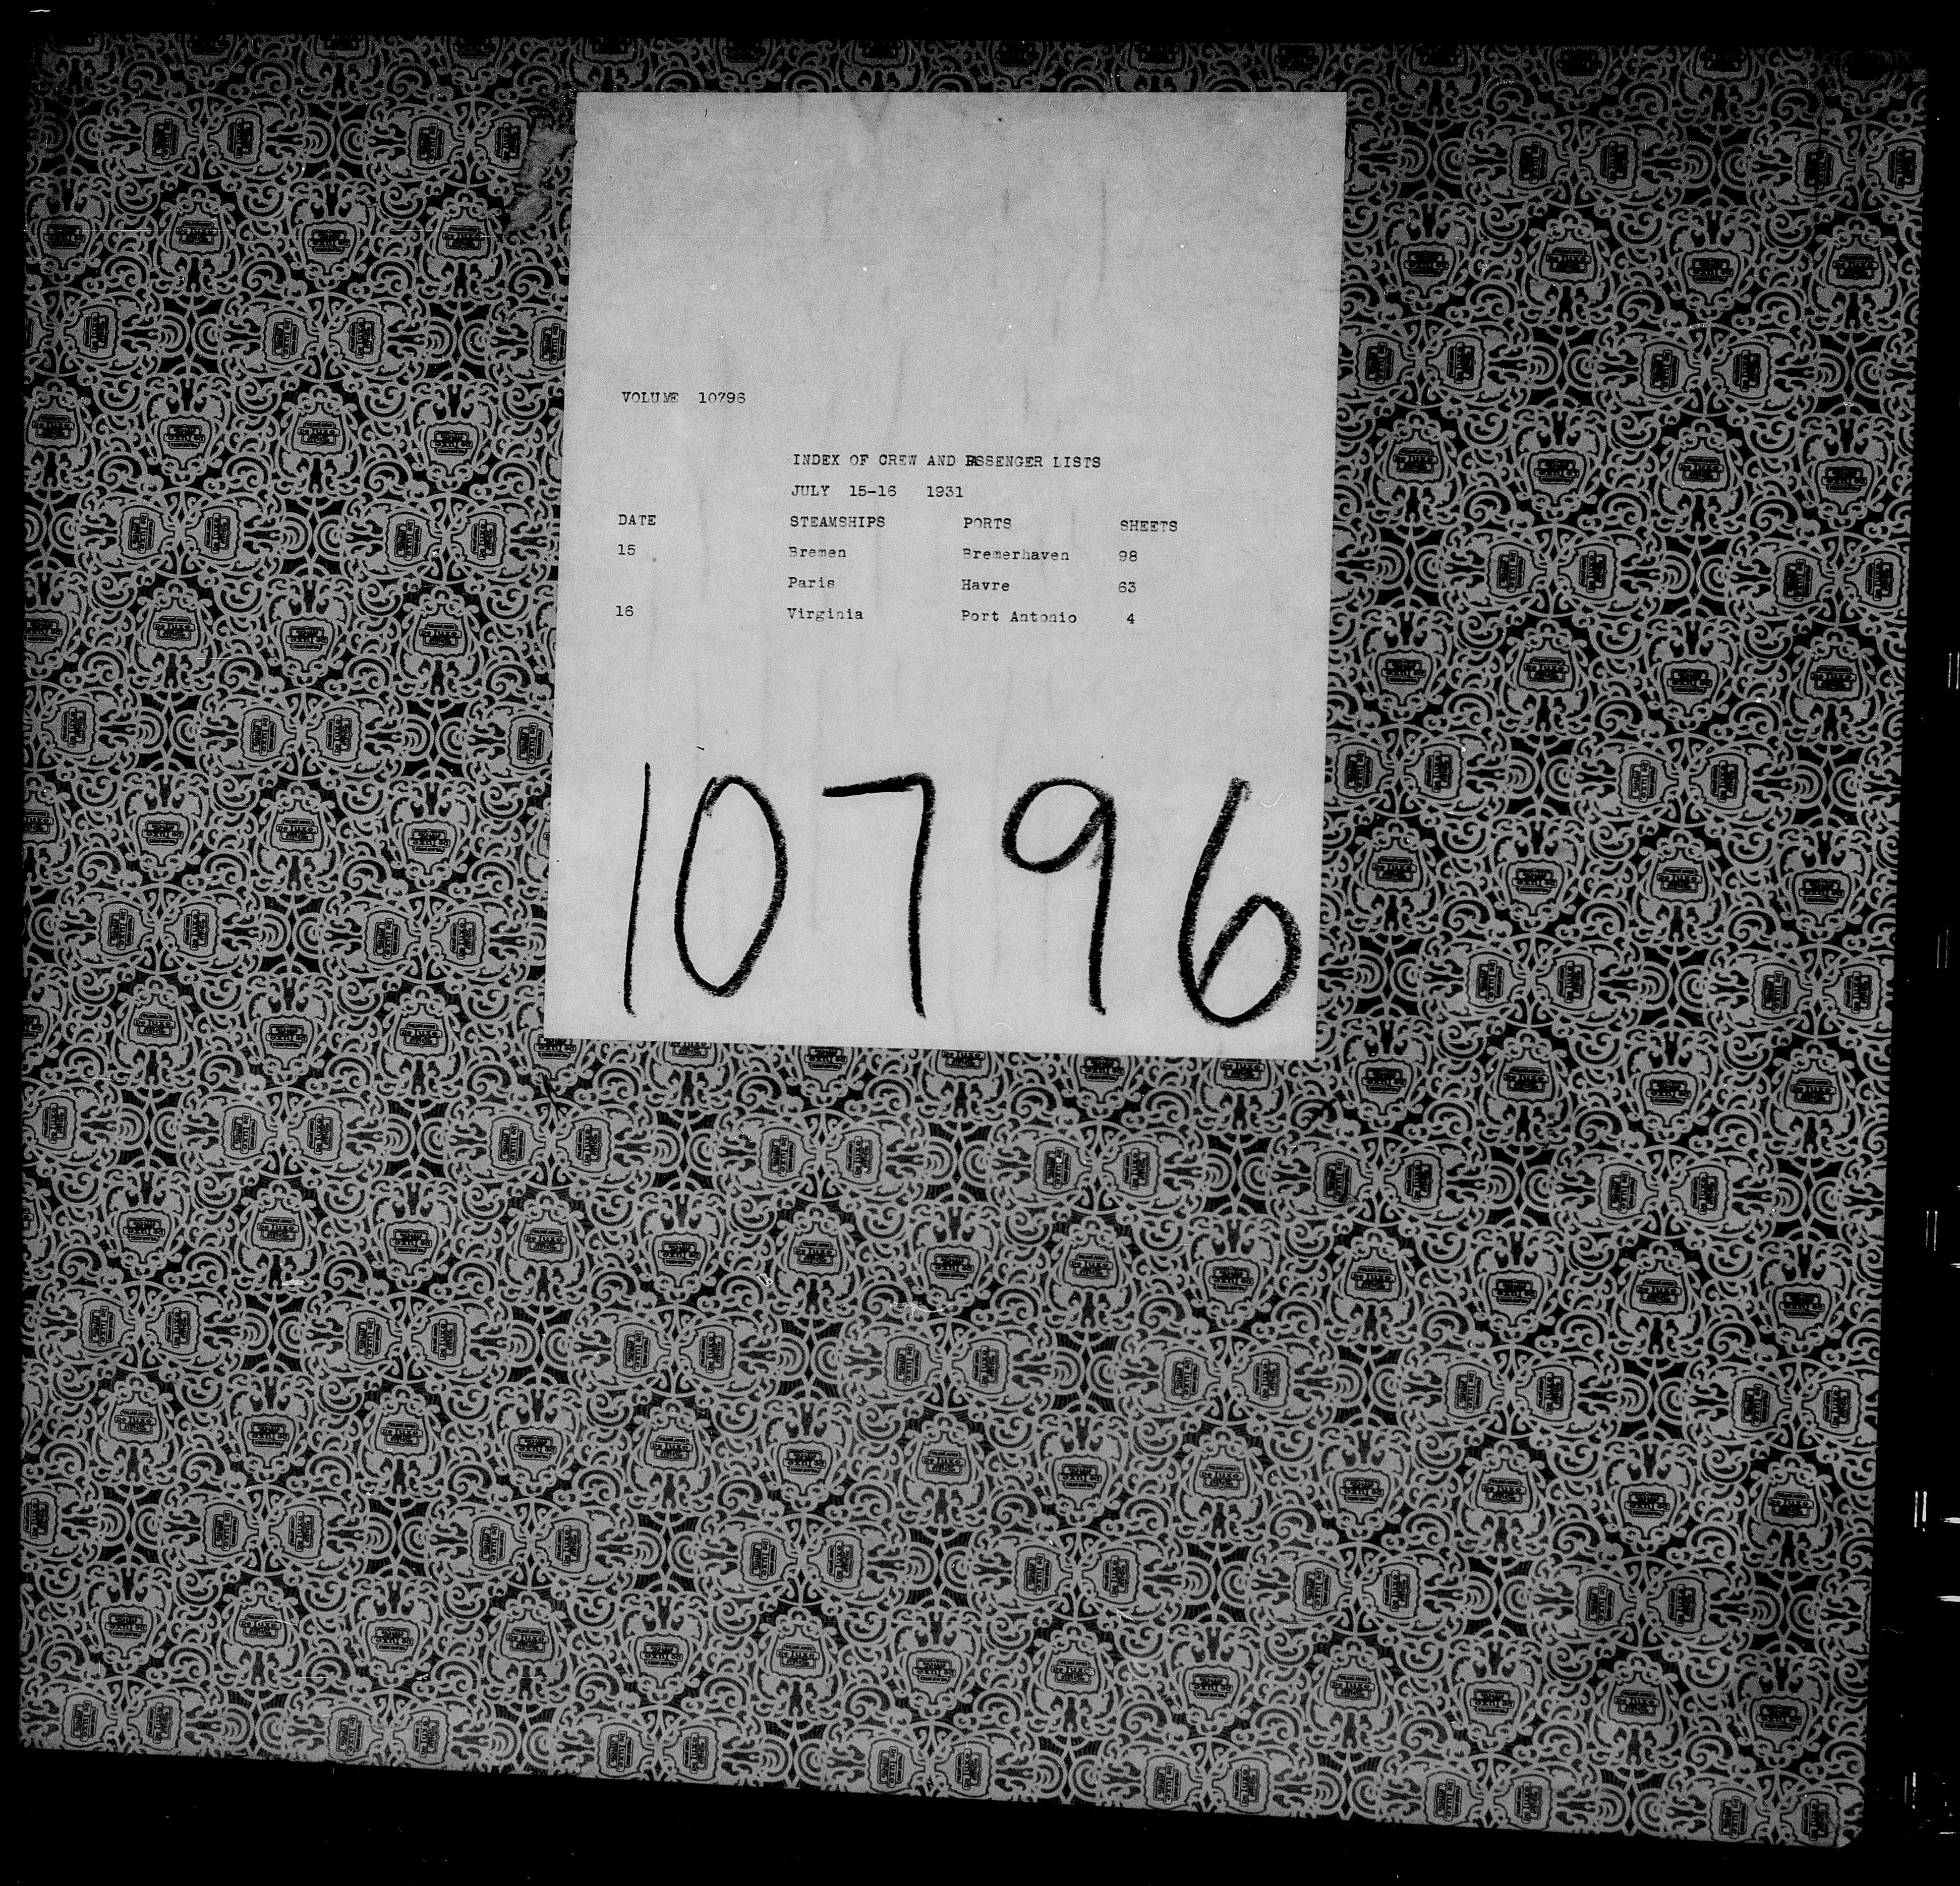 VOLUME 10796
INDEX OF CREW AND PASSENGER LISTS
JULY 15-16 1931
DATE STEAMSHIPS PORTS SHEETS
15 Bremen Bremerhaven 98
Paris Havre 63
16 Virginia Port Antonio 4
10796